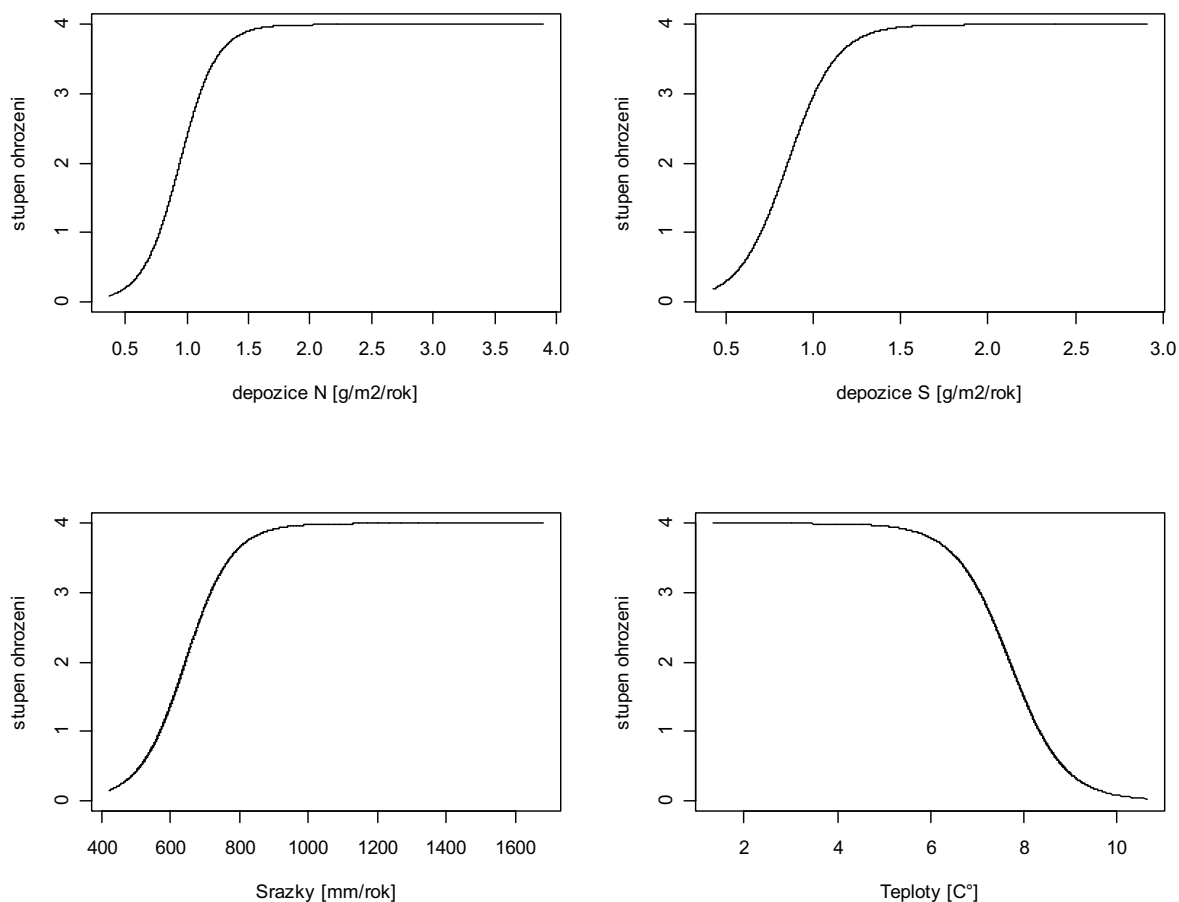 4
3
2
1
0
stupen ohrozeni
0.5 1.0 1.5 2.0 2.5 3.0 3.5 4.0
depozice N [g/m2/rok]
4
3
2
1
0
stupen ohrozeni
0.5 1.0 1.5 2.0 2.5 3.0
depozice S [g/m2/rok]
4
3
2
1
0
stupen ohrozeni
400 600 800 1000 1200 1400 1600
Srazky [mm/rok]
4
3
2
1
0
stupen ohrozeni
2 4 6 8 10
Teploty [C°]